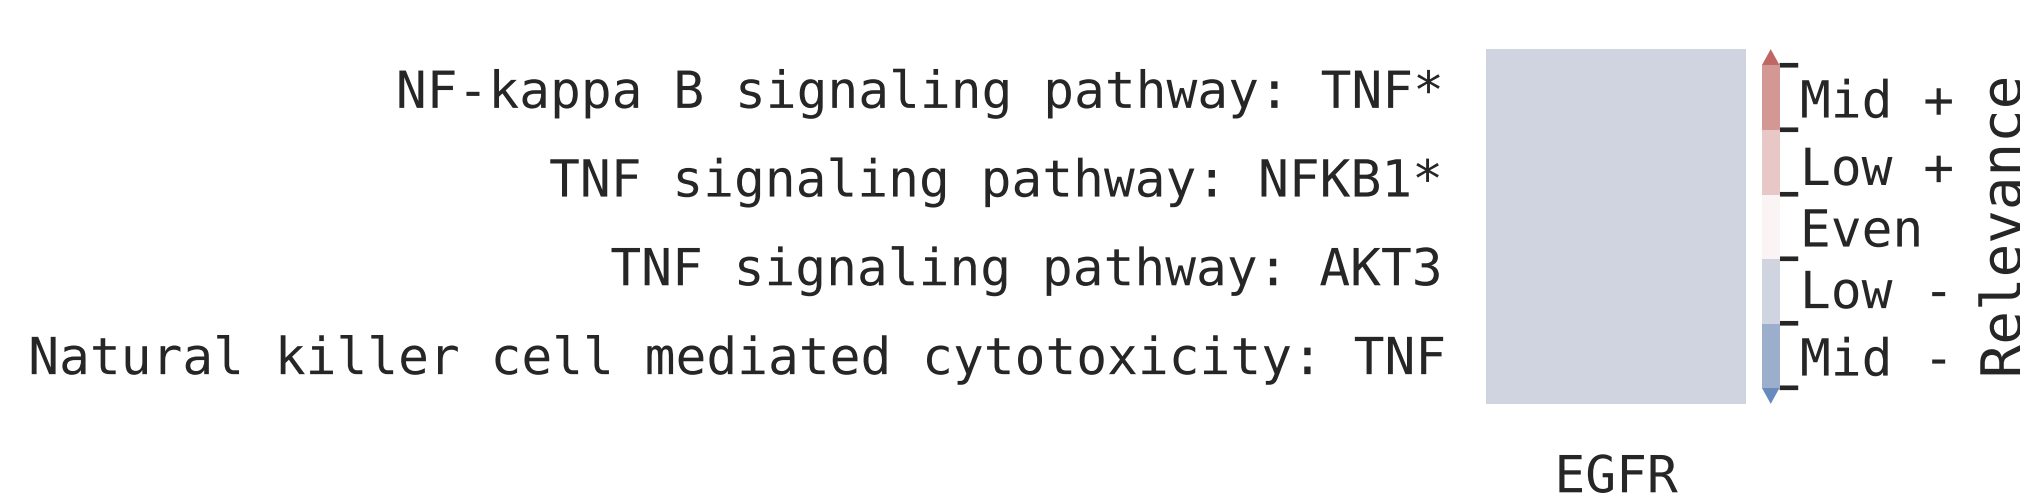 NF-kappa B signaling pathway: TNF*
TNF signaling pathway: NFKB1*
TNF signaling pathway: AKT3
Natural killer cell mediated cytotoxicity: TNF
EGFR
Mid +
Low +
Even
Low -
Mid -
Relevance